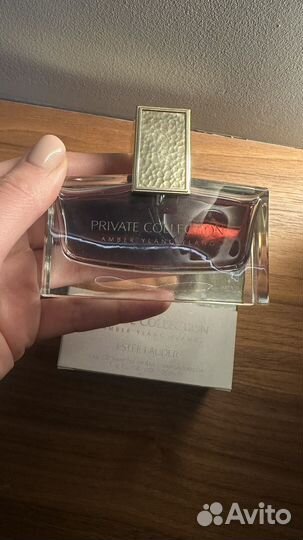 PRIVATE COLLECTION
AMBER YLANG YLANG
COLLECTION
AMBER YLANG YLANG
ESTEE LAUDER
Avito